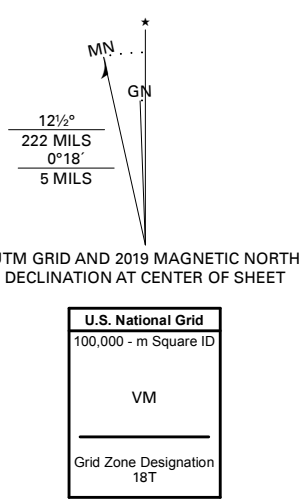 ★
MN
GN
12½°
222 MILS
0°18´
5 MILS
UTM GRID AND 2019 MAGNETIC NORTH
DECLINATION AT CENTER OF SHEET
U.S. National Grid
100,000 - m Square ID
VM
Grid Zone Designation
18T